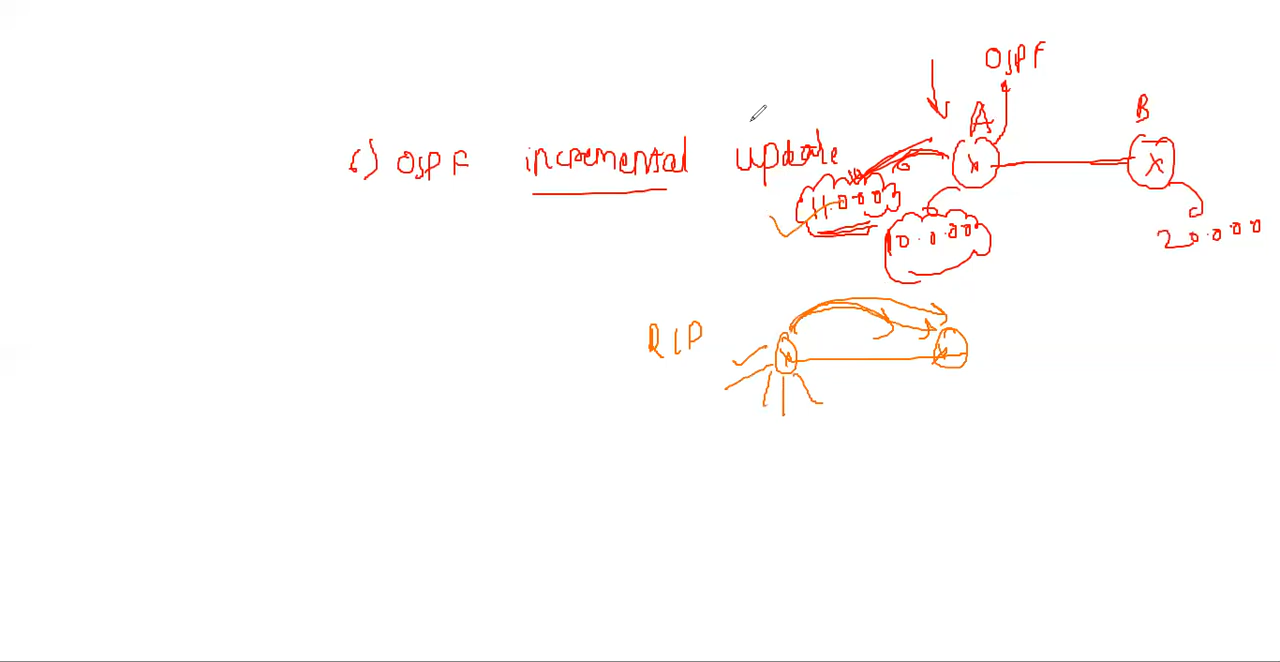 OSPF
A
B
6) OSPF incremental update
11.0.0.0
10.0.0.0
20.0.0.0
RIP